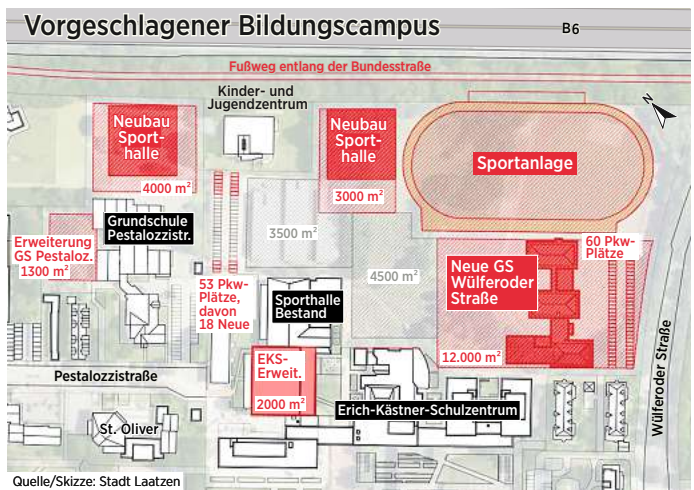 Vorgeschlagener Bildungscampus
B6
Fußweg entlang der Bundesstraße
Kinder- und
Jugendzentrum
N
Neubau
Sport-
halle
4000 m²
Neubau
Sport-
halle
3000 m²
Sportanlage
Grundschule
Pestalozzistr.
Erweiterung
GS Pestaloz.
1300 m²
3500 m²
4500 m²
53 Pkw-
Plätze,
davon
18 Neue
Sporthalle
Bestand
Neue GS
Wülferoder
Straße
12.000 m²
60 Pkw-
Plätze
EKS-
Erweit.
2000 m²
Pestalozzistraße
Erich-Kästner-Schulzentrum
St. Oliver
Wülferoder Straße
Quelle/Skizze: Stadt Laatzen